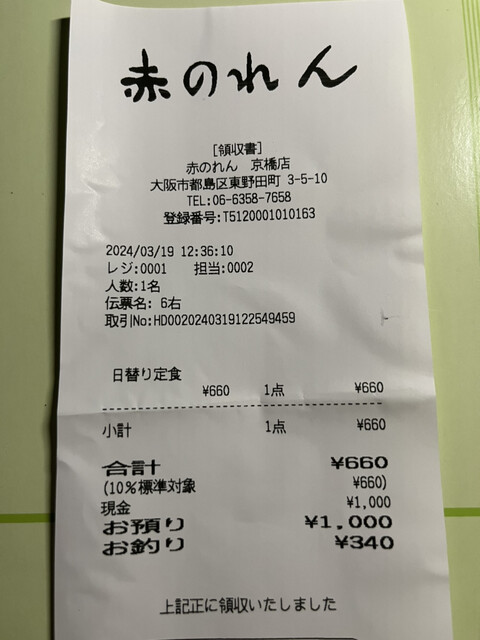 赤のれん
[領収書]
赤のれん 京橋店
大阪市都島区東野田町 3-5-10
TEL:06-6358-7658
登録番号:T5120001010163
2024/03/19 12:36:10
レジ:0001 担当:0002
人数:1名
伝票名: 6右
取引No:HD0020240319122549459
日替り定食
¥660 1点 ¥660
小計 1点 ¥660
合計 ¥660
(10%標準対象 ¥660)
現金 ¥1,000
お預り ¥1,000
お釣り ¥340
上記正に領収いたしました